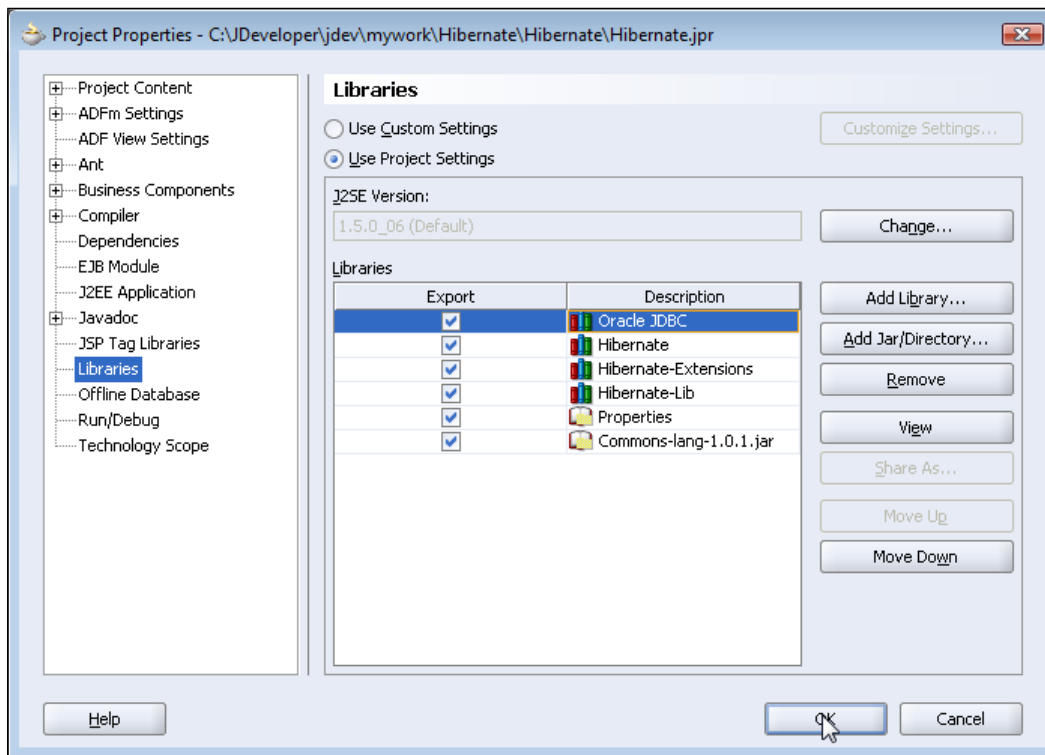 Project Properties - C:\JDeveloper\jdev\mywork\Hibernate\Hibernate\Hibernate.jpr
Project Content
ADFm Settings
ADF View Settings
Ant
Business Components
Compiler
Dependencies
EJB Module
J2EE Application
Javadoc
JSP Tag Libraries
Libraries
Offline Database
Run/Debug
Technology Scope
Libraries
Use Custom Settings
Customize Settings...
Use Project Settings
J2SE Version:
1.5.0_06 (Default)
Change...
Libraries
Export Description
Oracle JDBC
Hibernate
Hibernate-Extensions
Hibernate-Lib
Properties
Commons-lang-1.0.1.jar
Add Library...
Add Jar/Directory...
Remove
View
Share As...
Move Up
Move Down
Help
OK
Cancel